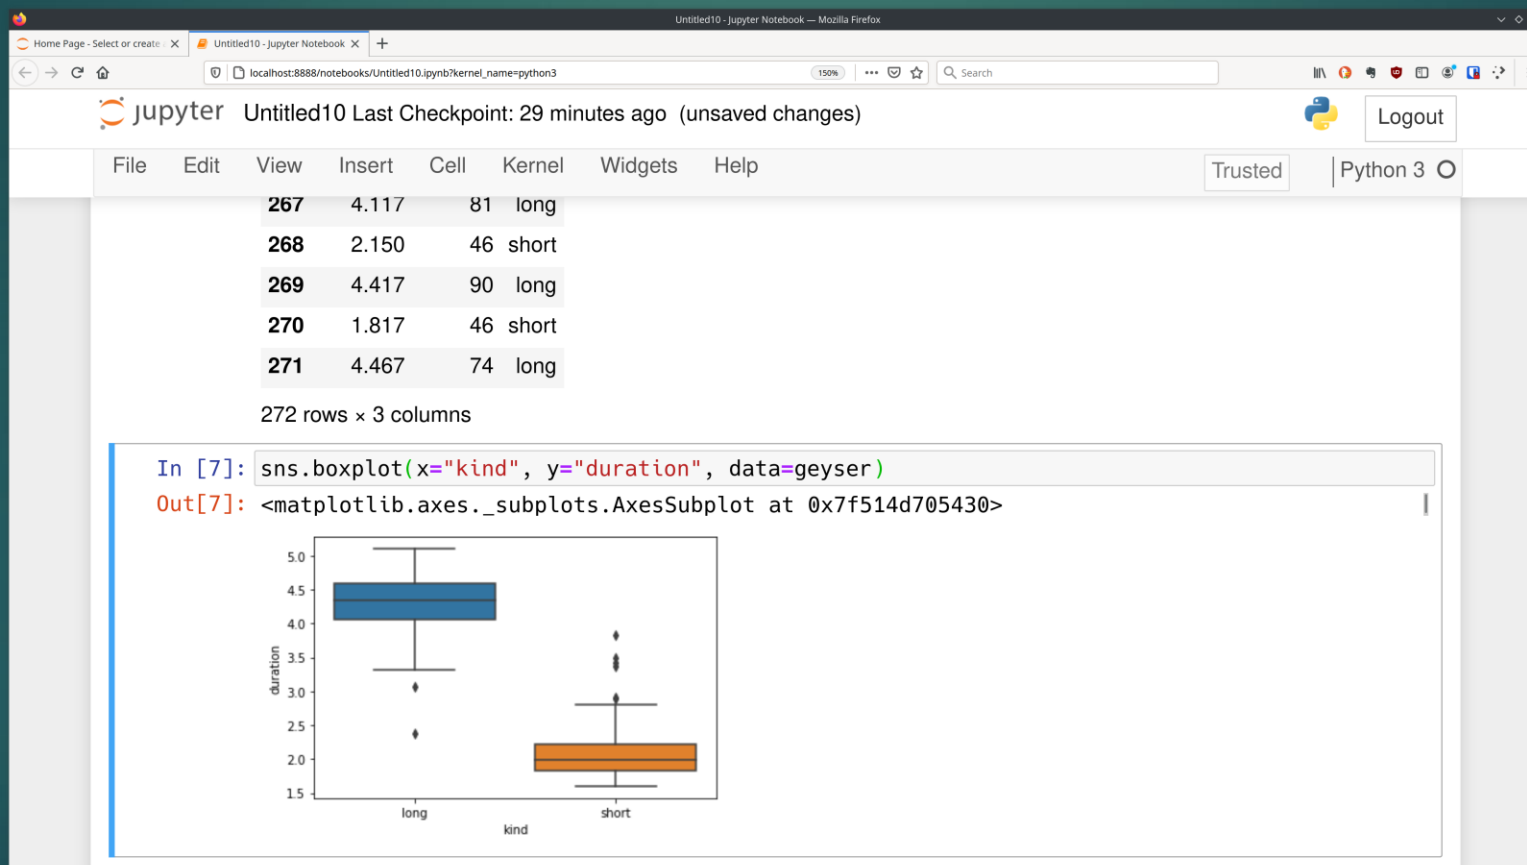 Untitled10 - Jupyter Notebook — Mozilla Firefox
Home Page - Select or create
Untitled10 - Jupyter Notebook
localhost:8888/notebooks/Untitled10.ipynb?kernel_name=python3
150%
Search
jupyter Untitled10 Last Checkpoint: 29 minutes ago (unsaved changes)
Logout
File Edit View Insert Cell Kernel Widgets Help
Trusted
Python 3
267 4.117 81 long
268 2.150 46 short
269 4.417 90 long
270 1.817 46 short
271 4.467 74 long
272 rows × 3 columns
In [7]: sns.boxplot(x="kind", y="duration", data=geyser)
Out[7]: <matplotlib.axes._subplots.AxesSubplot at 0x7f514d705430>
5.0
4.5
4.0
3.5
3.0
2.5
2.0
1.5
duration
long short
kind